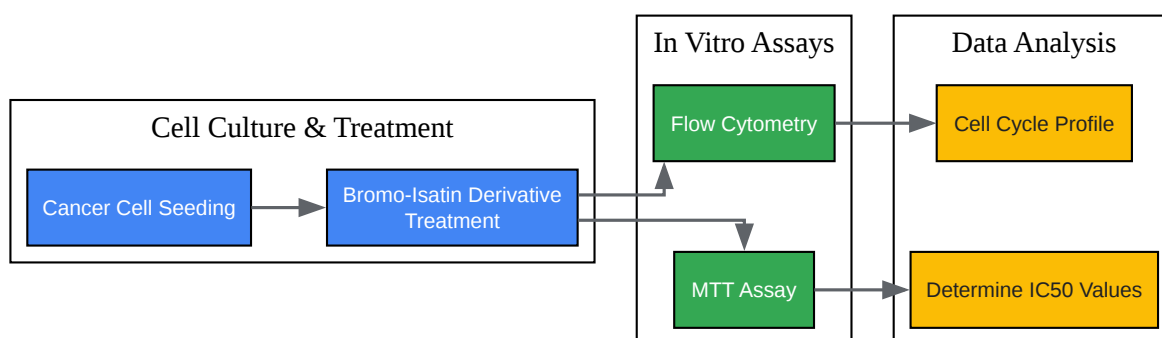 Cell Culture & Treatment
Cancer Cell Seeding
Bromo-Isatin Derivative
Treatment
In Vitro Assays
Flow Cytometry
MTT Assay
Data Analysis
Cell Cycle Profile
Determine IC50 Values